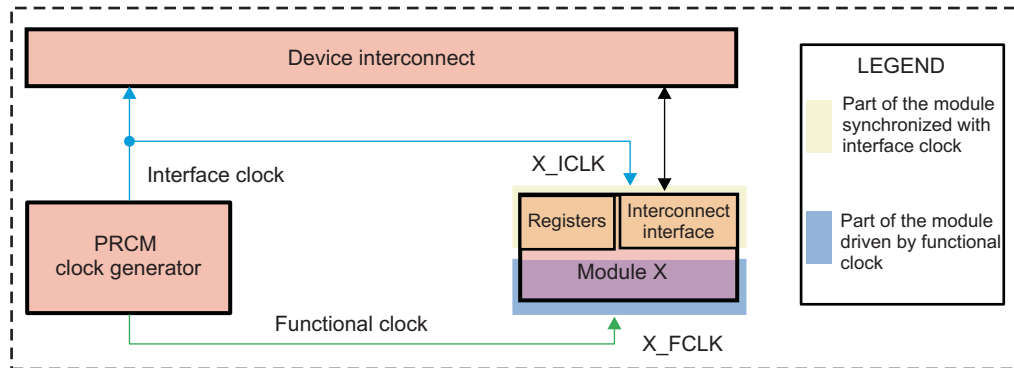 Device interconnect
LEGEND
Part of the module
synchronized with
interface clock
X_ICLK
Interface clock
Registers
Interconnect
interface
Part of the module
driven by functional
clock
PRCM
clock generator
Module X
Functional clock
X_FCLK